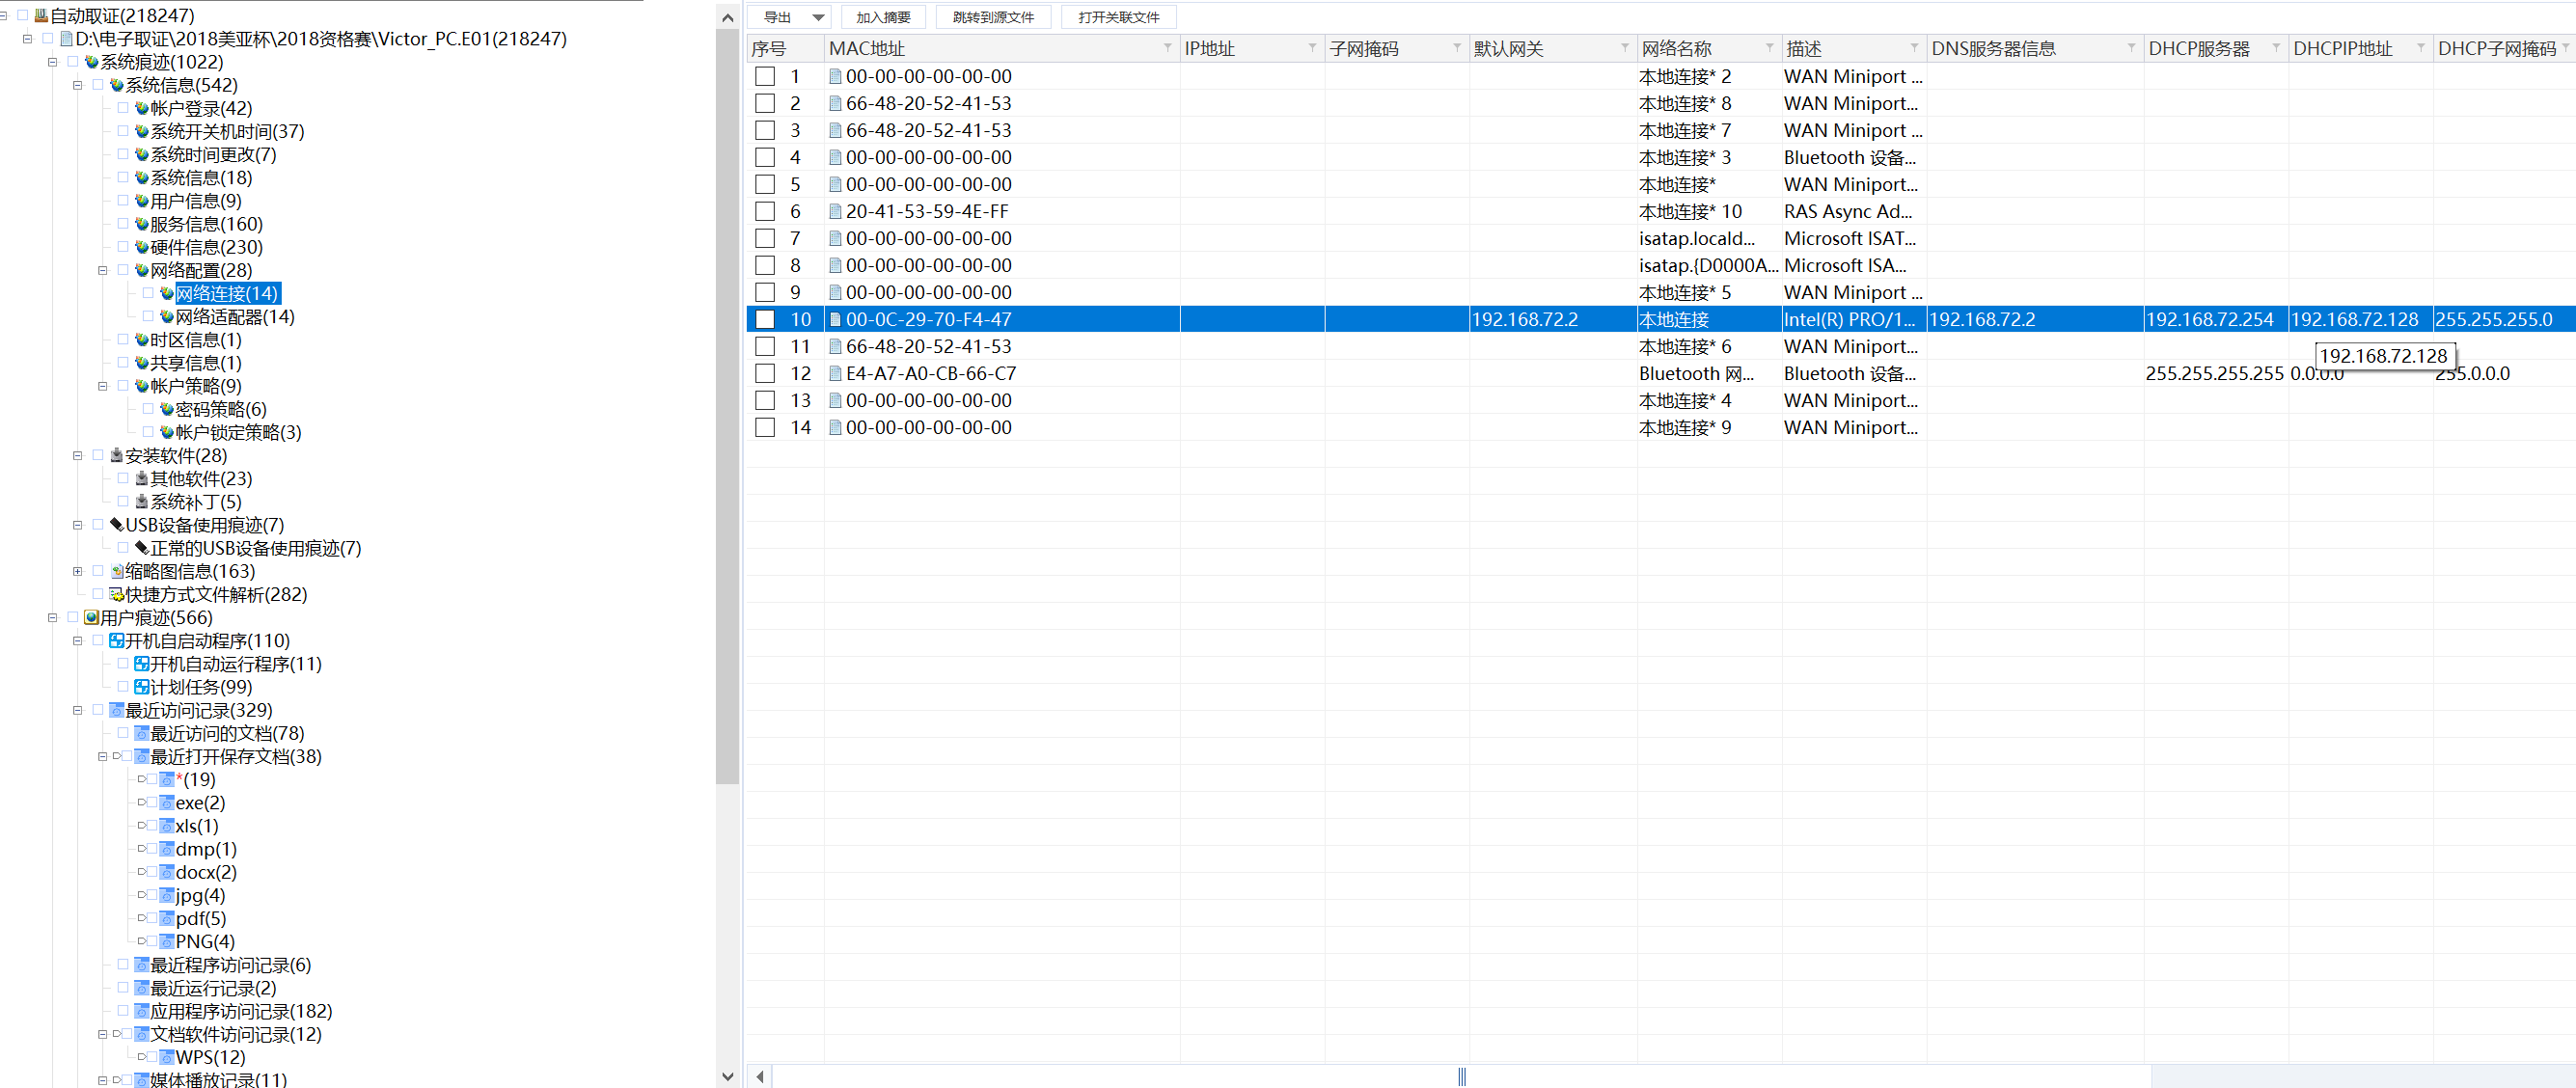 自动取证(218247)
D:\电子取证\2018美亚杯\2018资格赛\Victor_PC.E01(218247)
系统痕迹(1022)
系统信息(542)
帐户登录(42)
系统开关机时间(37)
系统时间更改(7)
系统信息(18)
用户信息(9)
服务信息(160)
硬件信息(230)
网络配置(28)
网络连接(14)
网络适配器(14)
时区信息(1)
共享信息(1)
帐户策略(9)
密码策略(6)
帐户锁定策略(3)
安装软件(28)
其他软件(23)
系统补丁(5)
USB设备使用痕迹(7)
正常的USB设备使用痕迹(7)
缩略图信息(163)
快捷方式文件解析(282)
用户痕迹(566)
开机自启动程序(110)
开机自动运行程序(11)
计划任务(99)
最近访问记录(329)
最近访问的文档(78)
最近打开保存文档(38)
*(19)
exe(2)
xls(1)
dmp(1)
docx(2)
jpg(4)
pdf(5)
PNG(4)
最近程序访问记录(6)
最近运行记录(2)
应用程序访问记录(182)
文档软件访问记录(12)
WPS(12)
媒体播放记录(11)
导出 加入摘要 跳转到源文件 打开关联文件
序号 MAC地址 IP地址 子网掩码 默认网关 网络名称 描述 DNS服务器信息 DHCP服务器 DHCPIP地址 DHCP子网掩码
1 00-00-00-00-00-00 本地连接* 2 WAN Miniport ...
2 66-48-20-52-41-53 本地连接* 8 WAN Miniport...
3 66-48-20-52-41-53 本地连接* 7 WAN Miniport ...
4 00-00-00-00-00-00 本地连接* 3 Bluetooth 设备...
5 00-00-00-00-00-00 本地连接* WAN Miniport...
6 20-41-53-59-4E-FF 本地连接* 10 RAS Async Ad...
7 00-00-00-00-00-00 isatap.locald... Microsoft ISAT...
8 00-00-00-00-00-00 isatap.{D0000A... Microsoft ISA...
9 00-00-00-00-00-00 本地连接* 5 WAN Miniport ...
10 00-0C-29-70-F4-47 192.168.72.2 本地连接 Intel(R) PRO/1... 192.168.72.2 192.168.72.254 192.168.72.128 255.255.255.0
11 66-48-20-52-41-53 本地连接* 6 WAN Miniport...
192.168.72.128
12 E4-A7-A0-CB-66-C7 Bluetooth 网... Bluetooth 设备... 255.255.255.255 0.0.0.0 255.0.0.0
13 00-00-00-00-00-00 本地连接* 4 WAN Miniport...
14 00-00-00-00-00-00 本地连接* 9 WAN Miniport...